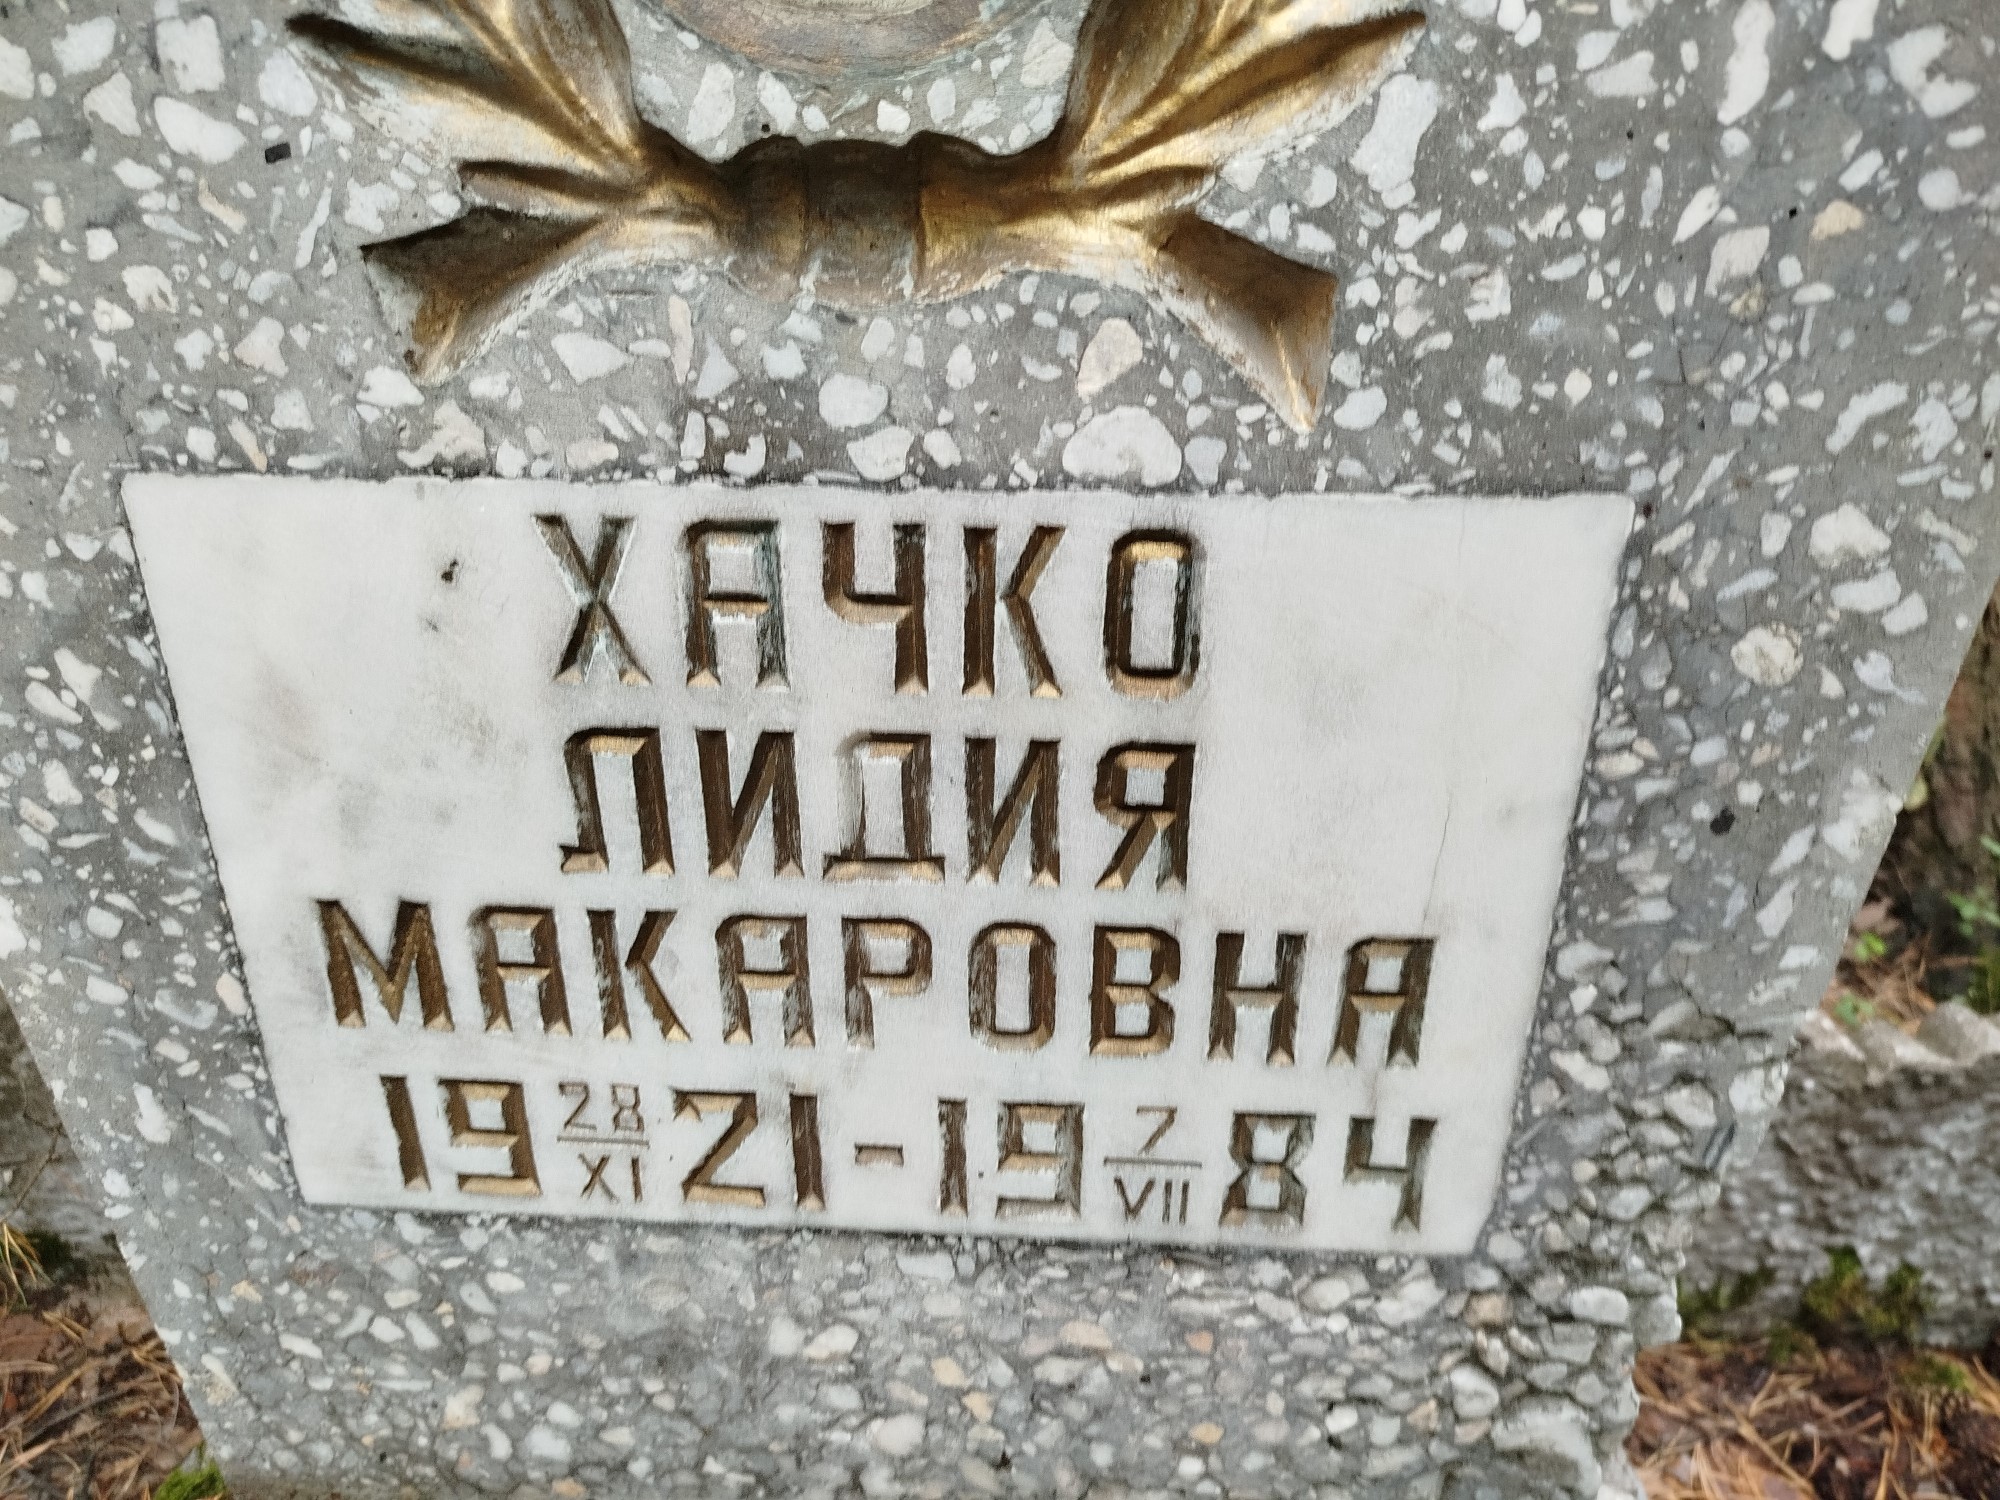 ХАЧКО
ЛИДИЯ
МАКАРОВНА
19 28/XI 21 - 19 7/VII 84